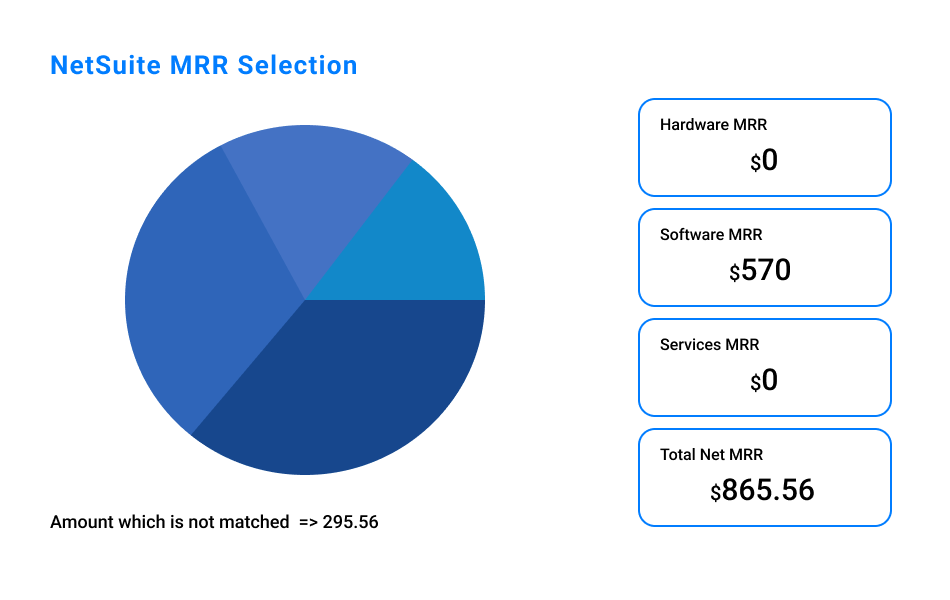 NetSuite MRR Selection
Hardware MRR
$0
Software MRR
$570
Services MRR
$0
Total Net MRR
$865.56
Amount which is not matched => 295.56